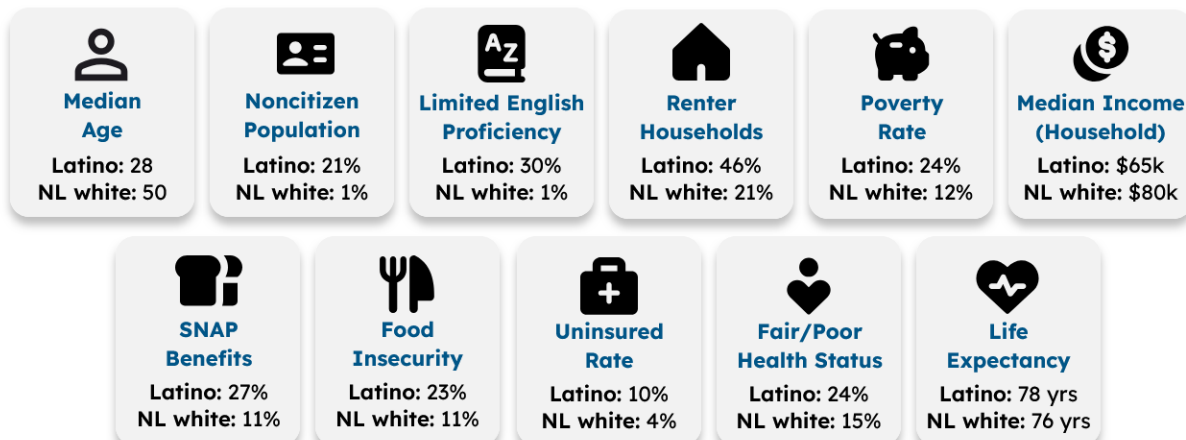 A Z
Median
Age
Latino: 28
NL white: 50
Noncitizen
Population
Latino: 21%
NL white: 1%
Limited English
Proficiency
Latino: 30%
NL white: 1%
Renter
Households
Latino: 46%
NL white: 21%
Poverty
Rate
Latino: 24%
NL white: 12%
$
Median Income
(Household)
Latino: $65k
NL white: $80k
SNAP
Benefits
Latino: 27%
NL white: 11%
Food
Insecurity
Latino: 23%
NL white: 11%
Uninsured
Rate
Latino: 10%
NL white: 4%
Fair/Poor
Health Status
Latino: 24%
NL white: 15%
Life
Expectancy
Latino: 78 yrs
NL white: 76 yrs